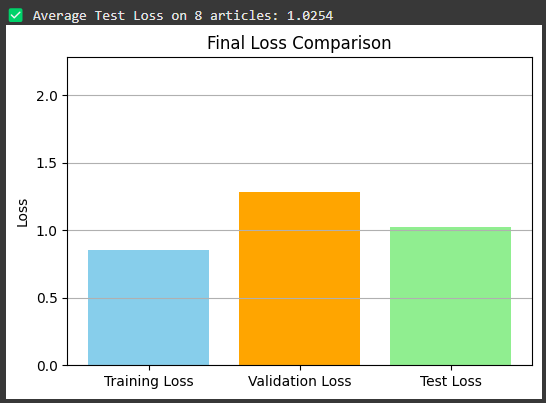 ✅ Average Test Loss on 8 articles: 1.0254
Final Loss Comparison
2.0
1.5
1.0
0.5
0.0
Loss
Training Loss Validation Loss Test Loss